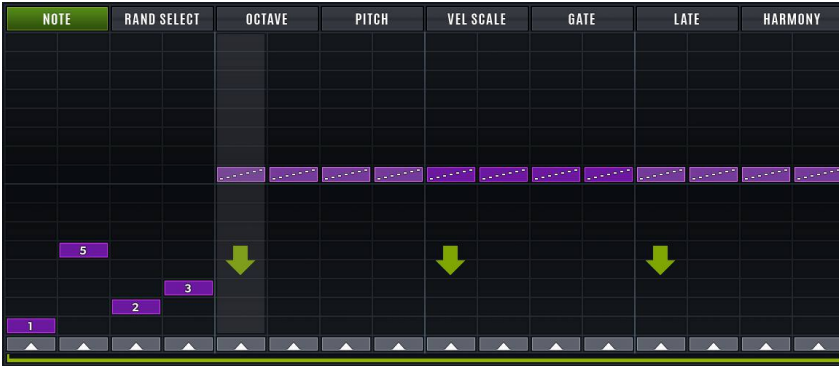 NOTE RAND SELECT OCTAVE PITCH VEL SCALE GATE LATE HARMONY
5
3
2
1